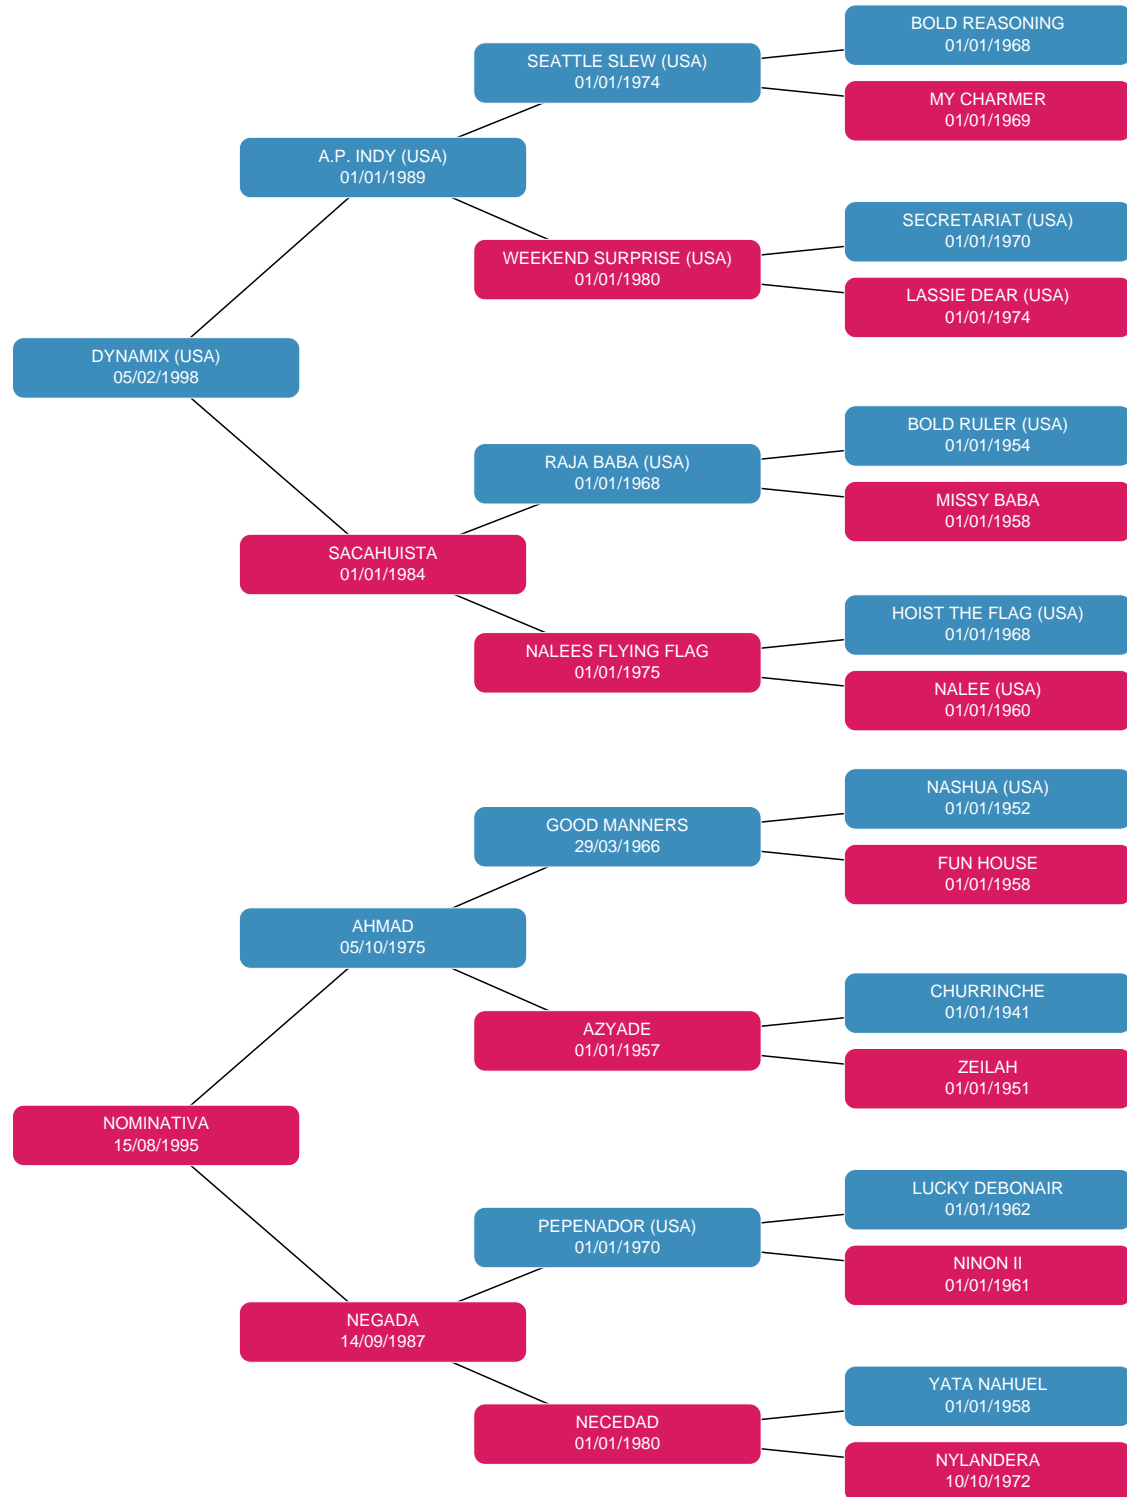 BOLD REASONING
01/01/1968
SEATTLE SLEW (USA)
01/01/1974
MY CHARMER
01/01/1969
A.P. INDY (USA)
01/01/1989
SECRETARIAT (USA)
01/01/1970
WEEKEND SURPRISE (USA)
01/01/1980
LASSIE DEAR (USA)
01/01/1974
DYNAMIX (USA)
05/02/1998
BOLD RULER (USA)
01/01/1954
RAJA BABA (USA)
01/01/1968
MISSY BABA
01/01/1958
SACAHUISTA
01/01/1984
HOIST THE FLAG (USA)
01/01/1968
NALEES FLYING FLAG
01/01/1975
NALEE (USA)
01/01/1960
NASHUA (USA)
01/01/1952
GOOD MANNERS
29/03/1966
FUN HOUSE
01/01/1958
AHMAD
05/10/1975
CHURRINCHE
01/01/1941
AZYADE
01/01/1957
ZEILAH
01/01/1951
NOMINATIVA
15/08/1995
LUCKY DEBONAIR
01/01/1962
PEPENADOR (USA)
01/01/1970
NINON II
01/01/1961
NEGADA
14/09/1987
YATA NAHUEL
01/01/1958
NECEDAD
01/01/1980
NYLANDERA
10/10/1972